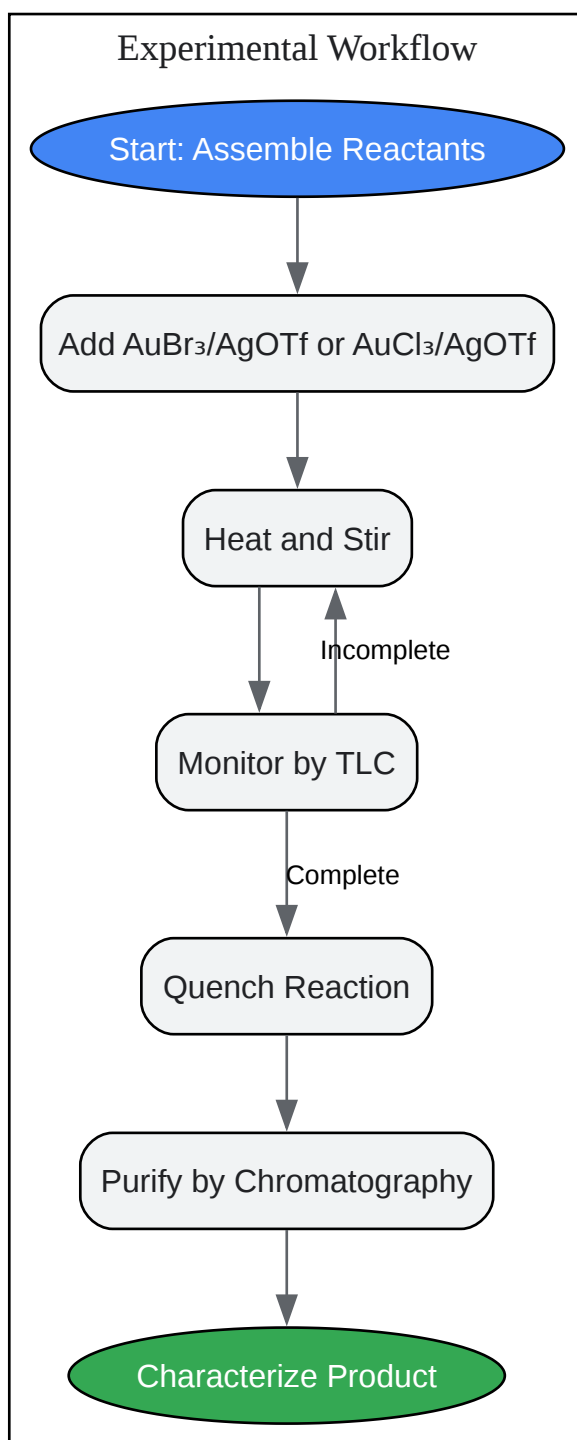 Experimental Workflow
Start: Assemble Reactants
Add AuBr₃/AgOTf or AuCl₃/AgOTf
Heat and Stir
Incomplete
Monitor by TLC
Complete
Quench Reaction
Purify by Chromatography
Characterize Product